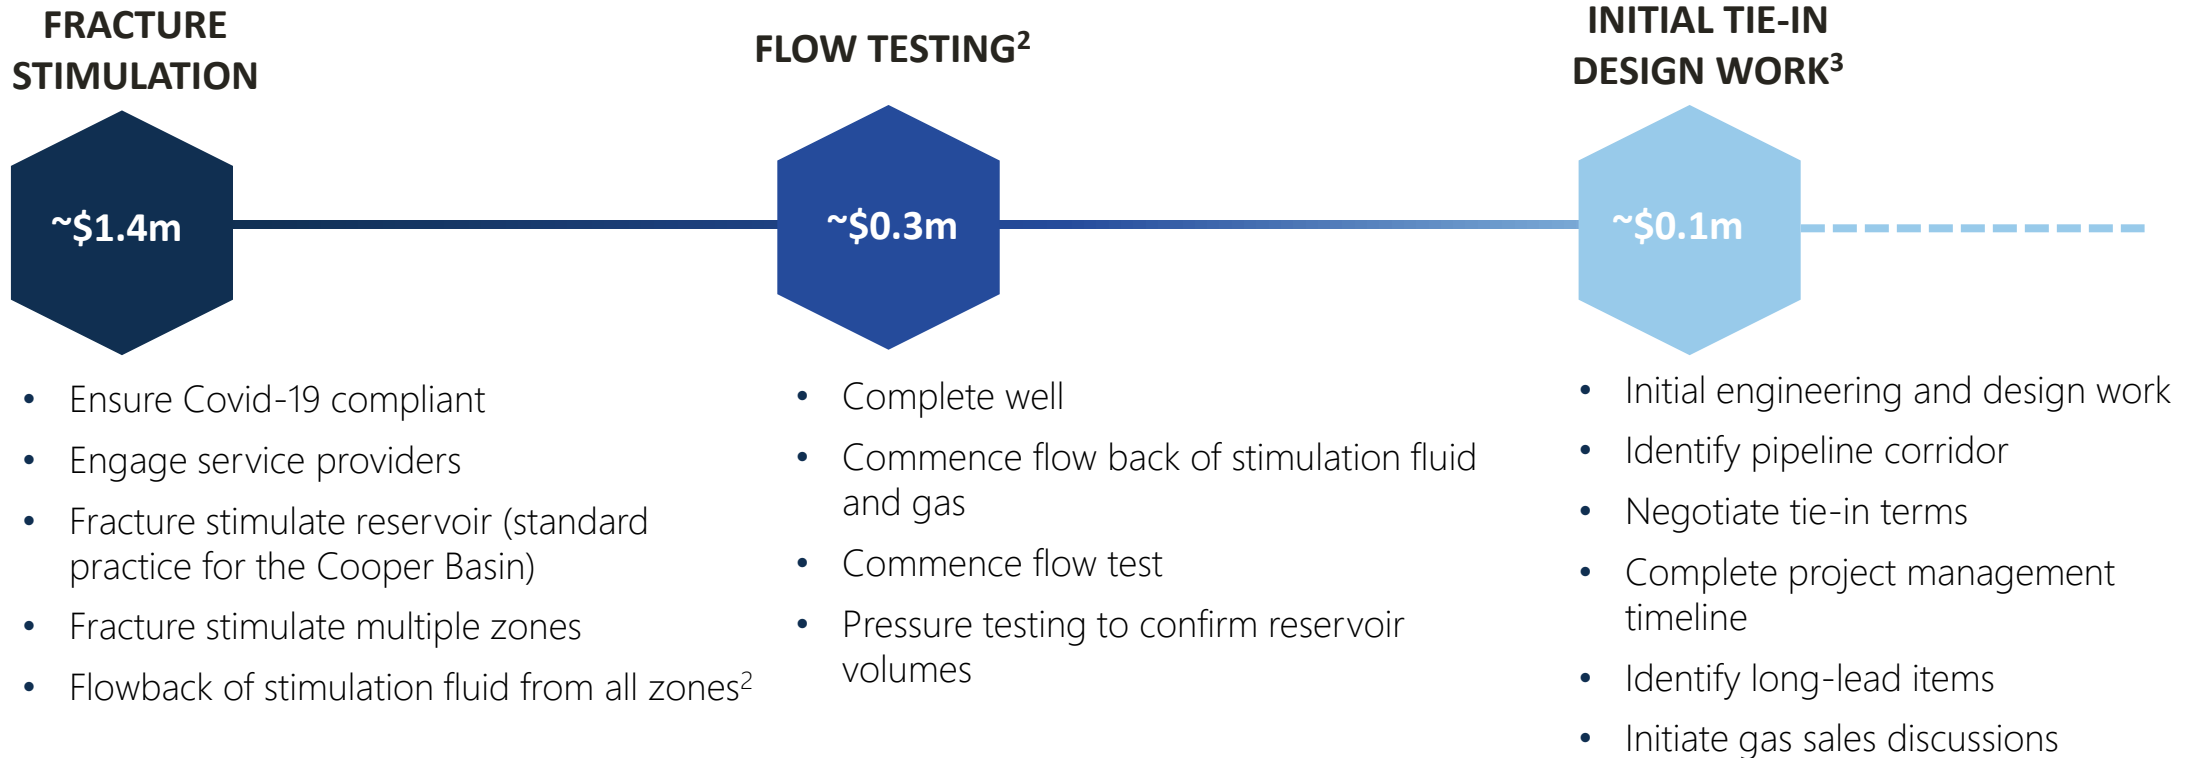 FRACTURE
STIMULATION
~$1.4m
• Ensure Covid-19 compliant
• Engage service providers
• Fracture stimulate reservoir (standard
practice for the Cooper Basin)
• Fracture stimulate multiple zones
• Flowback of stimulation fluid from all zones²
FLOW TESTING²
~$0.3m
• Complete well
• Commence flow back of stimulation fluid
and gas
• Commence flow test
• Pressure testing to confirm reservoir
volumes
INITIAL TIE-IN
DESIGN WORK³
~$0.1m
• Initial engineering and design work
• Identify pipeline corridor
• Negotiate tie-in terms
• Complete project management
timeline
• Identify long-lead items
• Initiate gas sales discussions